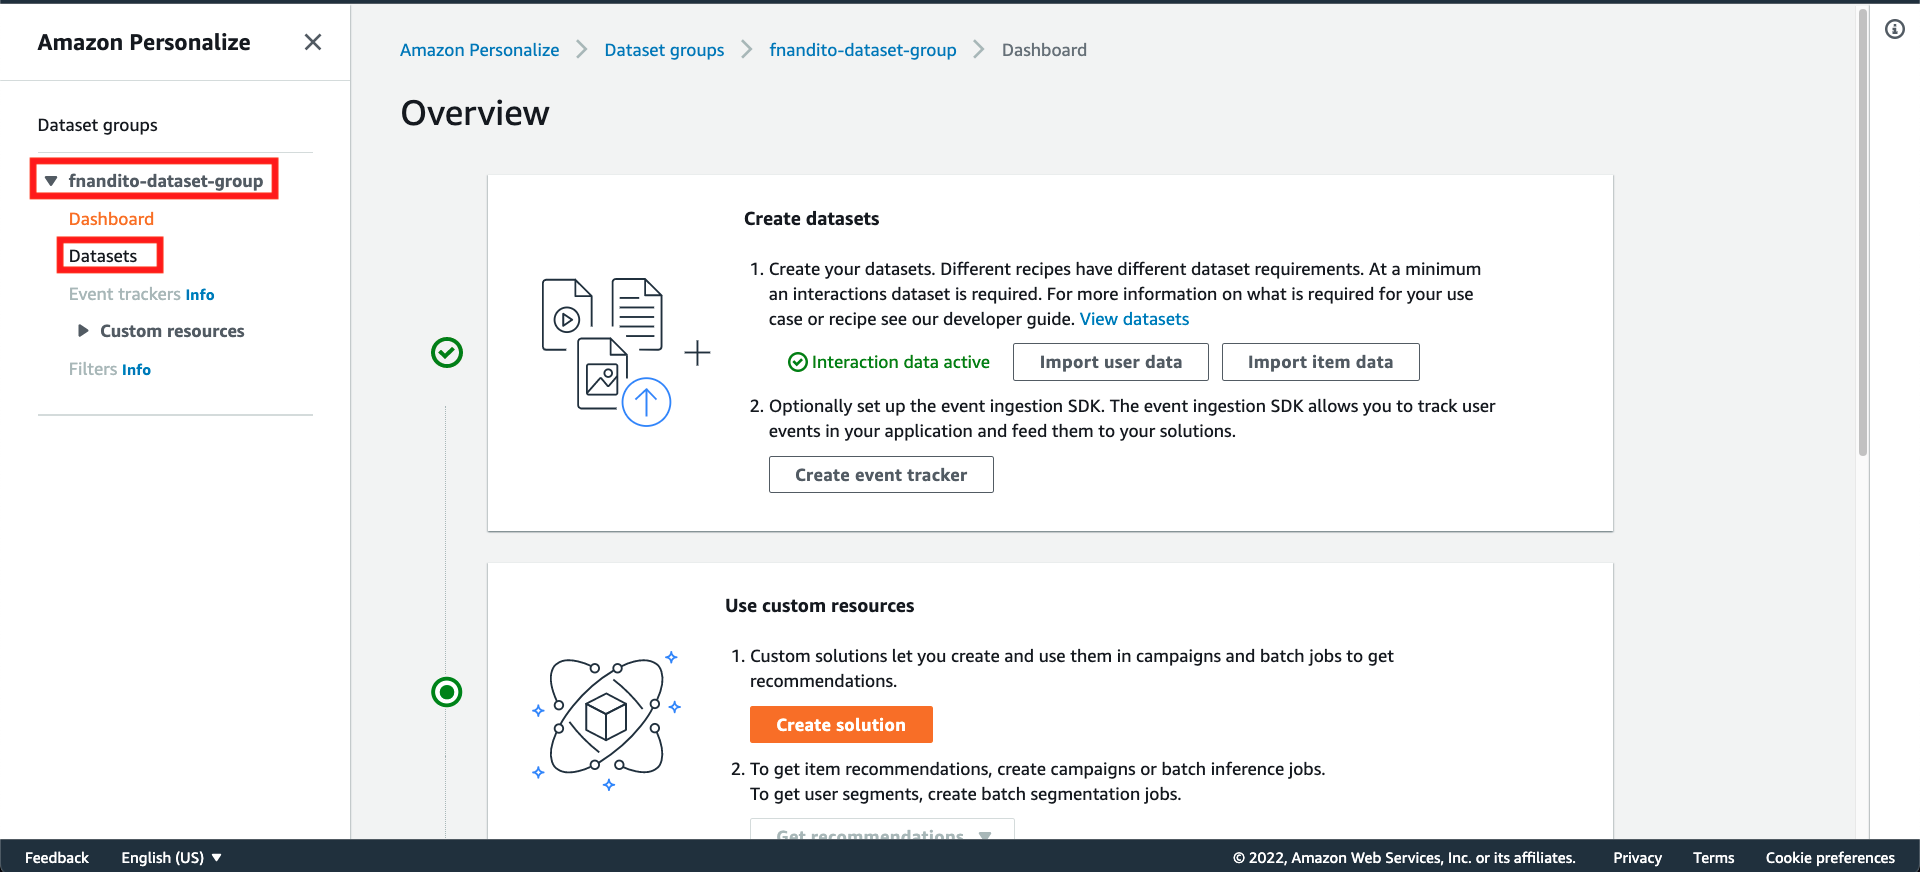 Amazon Personalize
Dataset groups
fnandito-dataset-group
Dashboard
Datasets
Event trackers Info
Custom resources
Filters Info
Amazon Personalize
Dataset groups
fnandito-dataset-group
Dashboard
Overview
Create datasets
1. Create your datasets. Different recipes have different dataset requirements. At a minimum
an interactions dataset is required. For more information on what is required for your use
case or recipe see our developer guide. View datasets
Interaction data active
Import user data
Import item data
2. Optionally set up the event ingestion SDK. The event ingestion SDK allows you to track user
events in your application and feed them to your solutions.
Create event tracker
Use custom resources
1. Custom solutions let you create and use them in campaigns and batch jobs to get
recommendations.
Create solution
2. To get item recommendations, create campaigns or batch inference jobs.
To get user segments, create batch segmentation jobs.
Get recommendations
Feedback
English (US)
© 2022, Amazon Web Services, Inc. or its affiliates.
Privacy
Terms
Cookie preferences